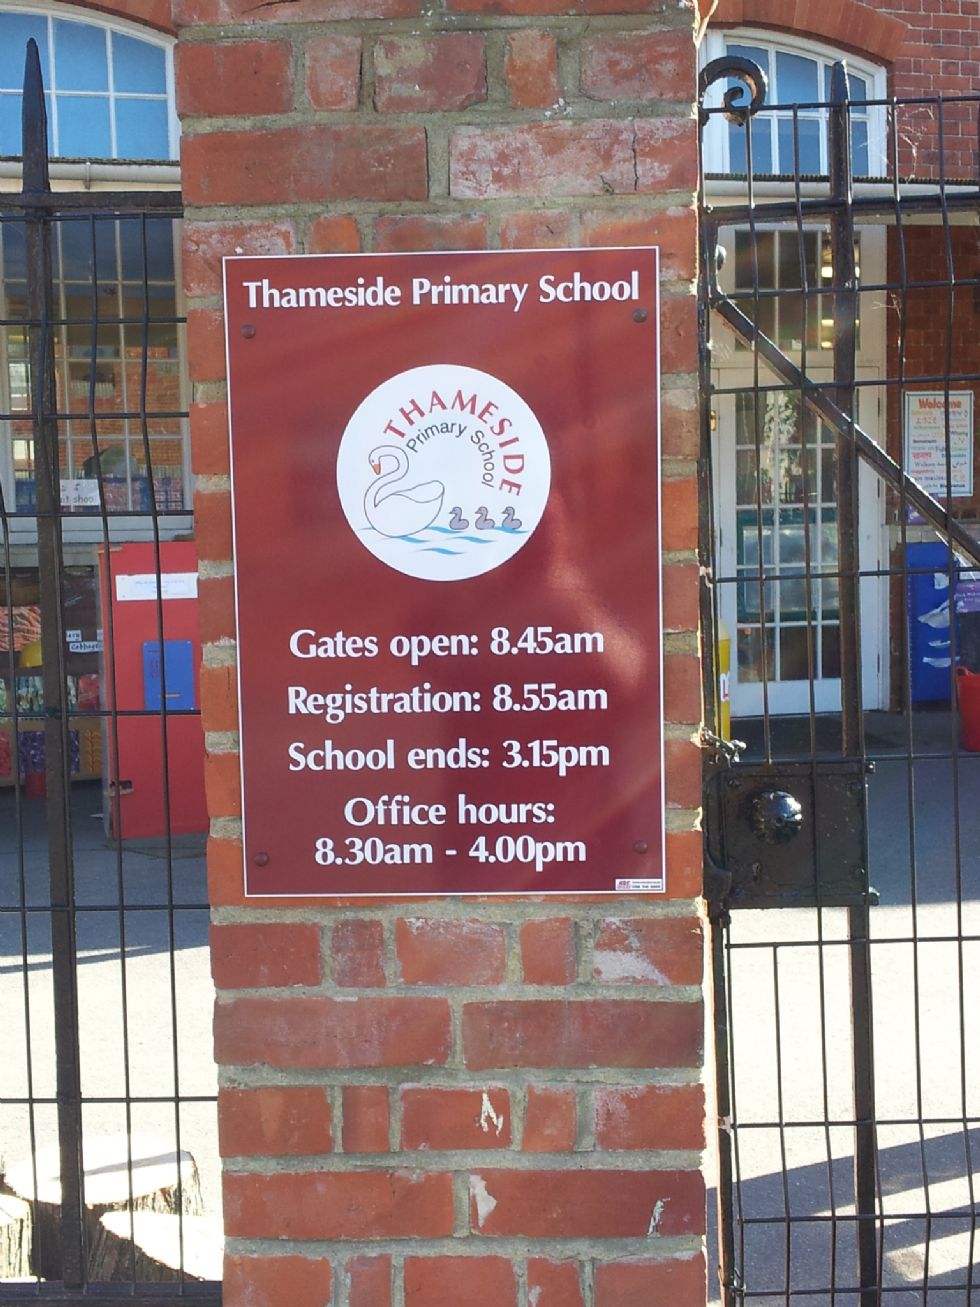 Thameside Primary School
THAMESIDE
Primary School
Gates open: 8.45am
Registration: 8.55am
School ends: 3.15pm
Office hours:
8.30am - 4.00pm
Welcome